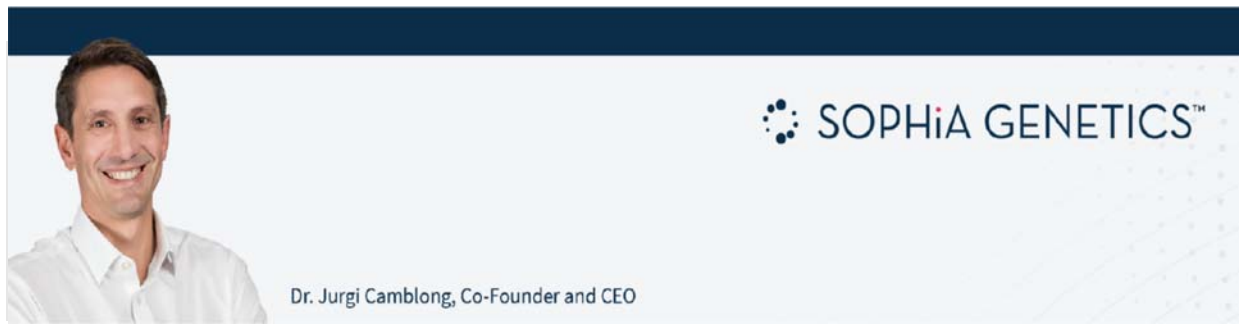 SOPHiA GENETICS™
Dr. Jurgi Camblong, Co-Founder and CEO